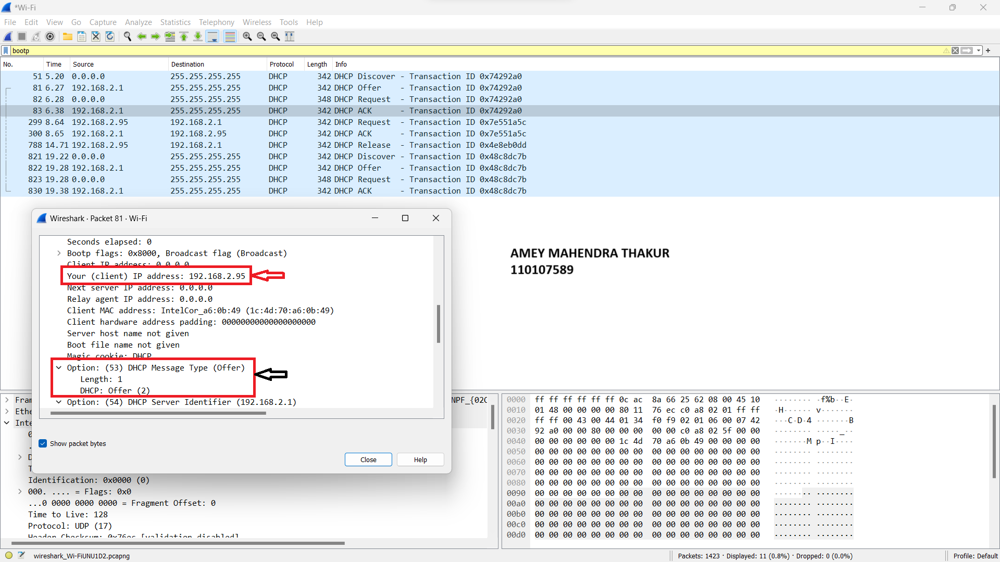 *Wi-Fi
File Edit View Go Capture Analyze Statistics Telephony Wireless Tools Help
bootp
No. Time Source Destination Protocol Length Info
51 5.20 0.0.0.0 255.255.255.255 DHCP 342 DHCP Discover - Transaction ID 0x74292a0
81 6.27 192.168.2.1 255.255.255.255 DHCP 342 DHCP Offer - Transaction ID 0x74292a0
82 6.28 0.0.0.0 255.255.255.255 DHCP 348 DHCP Request - Transaction ID 0x74292a0
83 6.38 192.168.2.1 255.255.255.255 DHCP 342 DHCP ACK - Transaction ID 0x74292a0
299 8.64 192.168.2.95 192.168.2.1 DHCP 342 DHCP Request - Transaction ID 0x7e551a5c
300 8.65 192.168.2.1 192.168.2.95 DHCP 342 DHCP ACK - Transaction ID 0x7e551a5c
788 14.71 192.168.2.95 192.168.2.1 DHCP 342 DHCP Release - Transaction ID 0x4e8eb0dd
821 19.22 0.0.0.0 255.255.255.255 DHCP 342 DHCP Discover - Transaction ID 0x48c8dc7b
822 19.28 192.168.2.1 255.255.255.255 DHCP 342 DHCP Offer - Transaction ID 0x48c8dc7b
823 19.28 0.0.0.0 255.255.255.255 DHCP 348 DHCP Request - Transaction ID 0x48c8dc7b
830 19.38 192.168.2.1 255.255.255.255 DHCP 342 DHCP ACK - Transaction ID 0x48c8dc7b
Wireshark · Packet 81 · Wi-Fi
Seconds elapsed: 0
Bootp flags: 0x8000, Broadcast flag (Broadcast)
Client IP address: 0.0.0.0
Your (client) IP address: 192.168.2.95
Next server IP address: 0.0.0.0
Relay agent IP address: 0.0.0.0
Client MAC address: IntelCor_a6:0b:49 (1c:4d:70:a6:0b:49)
Client hardware address padding: 00000000000000000000
Server host name not given
Boot file name not given
Magic cookie: DHCP
Option: (53) DHCP Message Type (Offer)
Length: 1
DHCP: Offer (2)
Option: (54) DHCP Server Identifier (192.168.2.1)
Show packet bytes
Close Help
AMEY MAHENDRA THAKUR
110107589
Fram
NPF_{02C
Ethe
Inte
Identification: 0x0000 (0)
000. .... = Flags: 0x0
...0 0000 0000 0000 = Fragment Offset: 0
Time to Live: 128
Protocol: UDP (17)
Header Checksum: 0x76ec [validation disabled]
0000 ff ff ff ff ff ff 0c ac 8a 66 25 62 08 00 45 10 ········ ·f%b··E·
0010 01 48 00 00 00 00 80 11 76 ec c0 a8 02 01 ff ff ·H······ v·······
0020 ff ff 00 43 00 44 01 34 f0 f9 02 01 06 00 07 42 ···C·D·4 ·······B
0030 92 a0 00 00 80 00 00 00 00 00 c0 a8 02 5f 00 00 ········ ·····_··
0040 00 00 00 00 00 00 1c 4d 70 a6 0b 49 00 00 00 00 ·······M p··I····
0050 00 00 00 00 00 00 00 00 00 00 00 00 00 00 00 00 ········ ········
0060 00 00 00 00 00 00 00 00 00 00 00 00 00 00 00 00 ········ ········
0070 00 00 00 00 00 00 00 00 00 00 00 00 00 00 00 00 ········ ········
0080 00 00 00 00 00 00 00 00 00 00 00 00 00 00 00 00 ········ ········
0090 00 00 00 00 00 00 00 00 00 00 00 00 00 00 00 00 ········ ········
00a0 00 00 00 00 00 00 00 00 00 00 00 00 00 00 00 00 ········ ········
00b0 00 00 00 00 00 00 00 00 00 00 00 00 00 00 00 00 ········ ········
00c0 00 00 00 00 00 00 00 00 00 00 00 00 00 00 00 00 ········ ········
00d0 00 00 00 00 00 00 00 00 00 00 00 00 00 00 00 00 ········ ········
wireshark_Wi-FiUNU1D2.pcapng
Packets: 1423 · Displayed: 11 (0.8%) · Dropped: 0 (0.0%)
Profile: Default